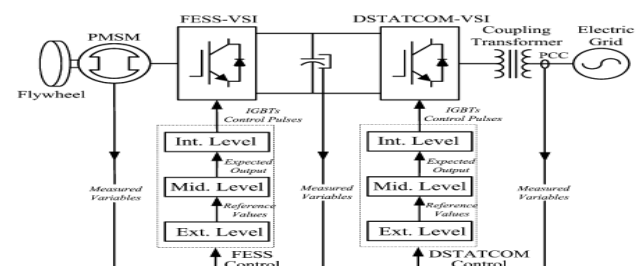 FESS-VSI
DSTATCOM-VSI
PMSM
Coupling
Transformer
Electric
Grid
PCC
Flywheel
IGBTs
Control Pulses
IGBTs
Control Pulses
Int. Level
Int. Level
Expected
Output
Expected
Output
Measured
Variables
Mid. Level
Measured
Variables
Mid. Level
Measured
Variables
Reference
Values
Reference
Values
Ext. Level
Ext. Level
FESS
Control
DSTATCOM
Control